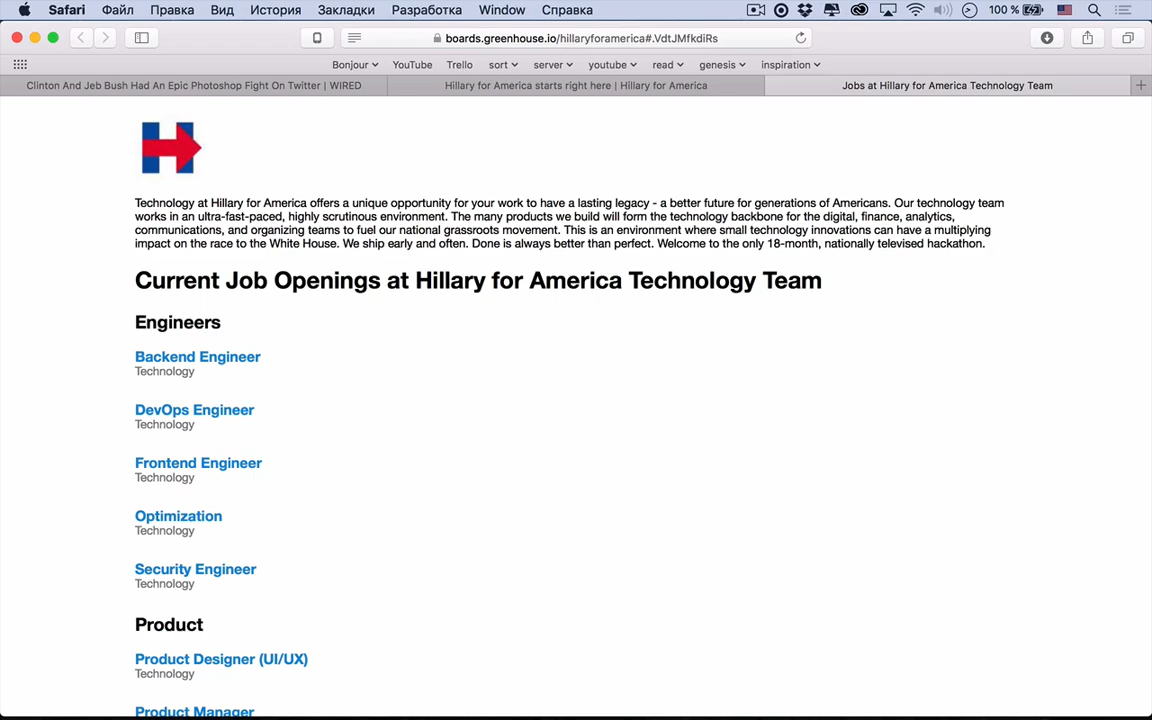 Safari Файл Правка Вид История Закладки Разработка Window Справка 100 %
boards.greenhouse.io/hillaryforamerica#.VdtJMfkdiRs
Bonjour YouTube Trello sort server youtube read genesis inspiration
Clinton And Jeb Bush Had An Epic Photoshop Fight On Twitter | WIRED Hillary for America starts right here | Hillary for America Jobs at Hillary for America Technology Team
Technology at Hillary for America offers a unique opportunity for your work to have a lasting legacy - a better future for generations of Americans. Our technology team
works in an ultra-fast-paced, highly scrutinous environment. The many products we build will form the technology backbone for the digital, finance, analytics,
communications, and organizing teams to fuel our national grassroots movement. This is an environment where small technology innovations can have a multiplying
impact on the race to the White House. We ship early and often. Done is always better than perfect. Welcome to the only 18-month, nationally televised hackathon.
Current Job Openings at Hillary for America Technology Team
Engineers
Backend Engineer
Technology
DevOps Engineer
Technology
Frontend Engineer
Technology
Optimization
Technology
Security Engineer
Technology
Product
Product Designer (UI/UX)
Technology
Product Manager